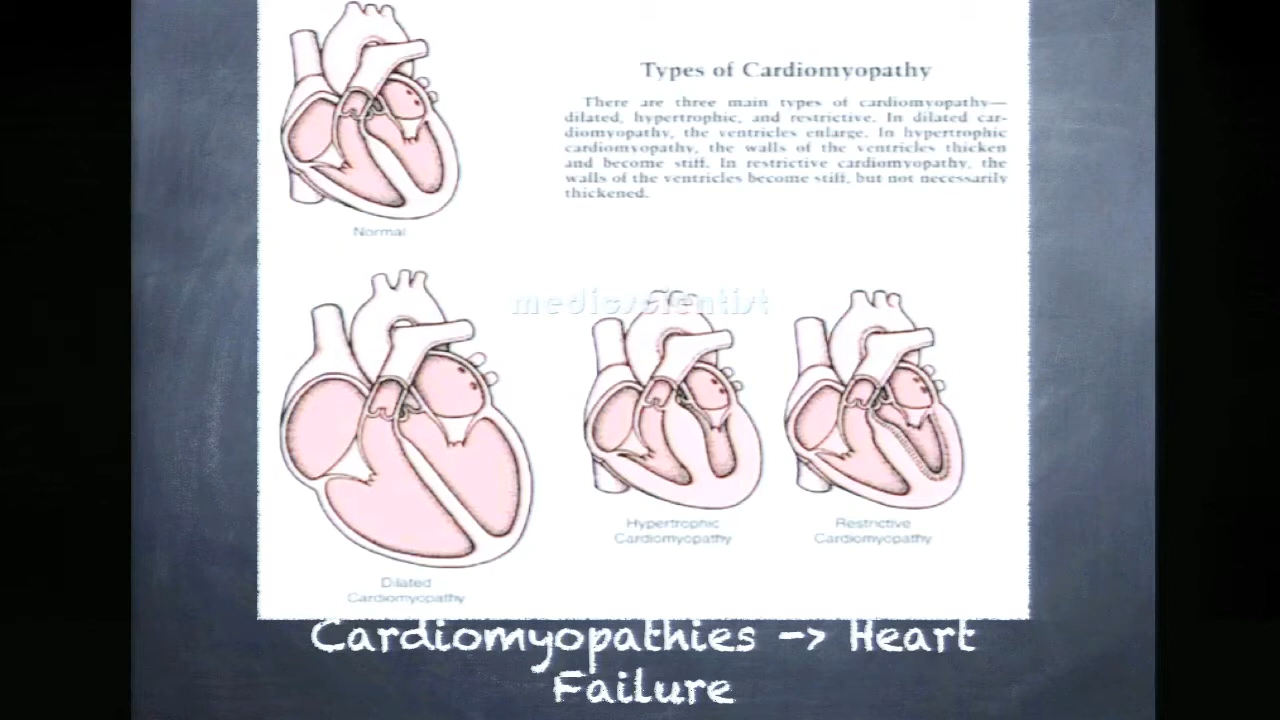 Types of Cardiomyopathy
There are three main types of cardiomyopathy—
dilated, hypertrophic, and restrictive. In dilated car-
diomyopathy, the ventricles enlarge. In hypertrophic
cardiomyopathy, the walls of the ventricles thicken
and become stiff. In restrictive cardiomyopathy, the
walls of the ventricles become stiff, but not necessarily
thickened.
Normal
medicscientist
Hypertrophic
Cardiomyopathy
Restrictive
Cardiomyopathy
Dilated
Cardiomyopathy
Cardiomyopathies -> Heart
Failure